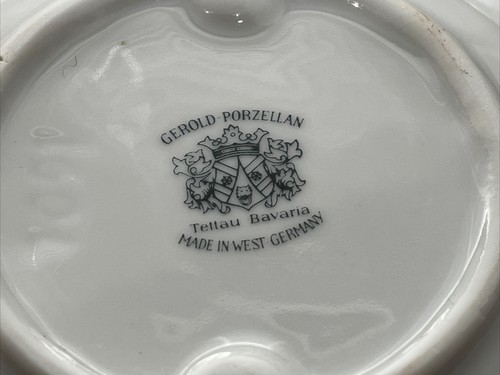 GEROLD-PORZELLAN
Tettau Bavaria
MADE IN WEST-GERMANY